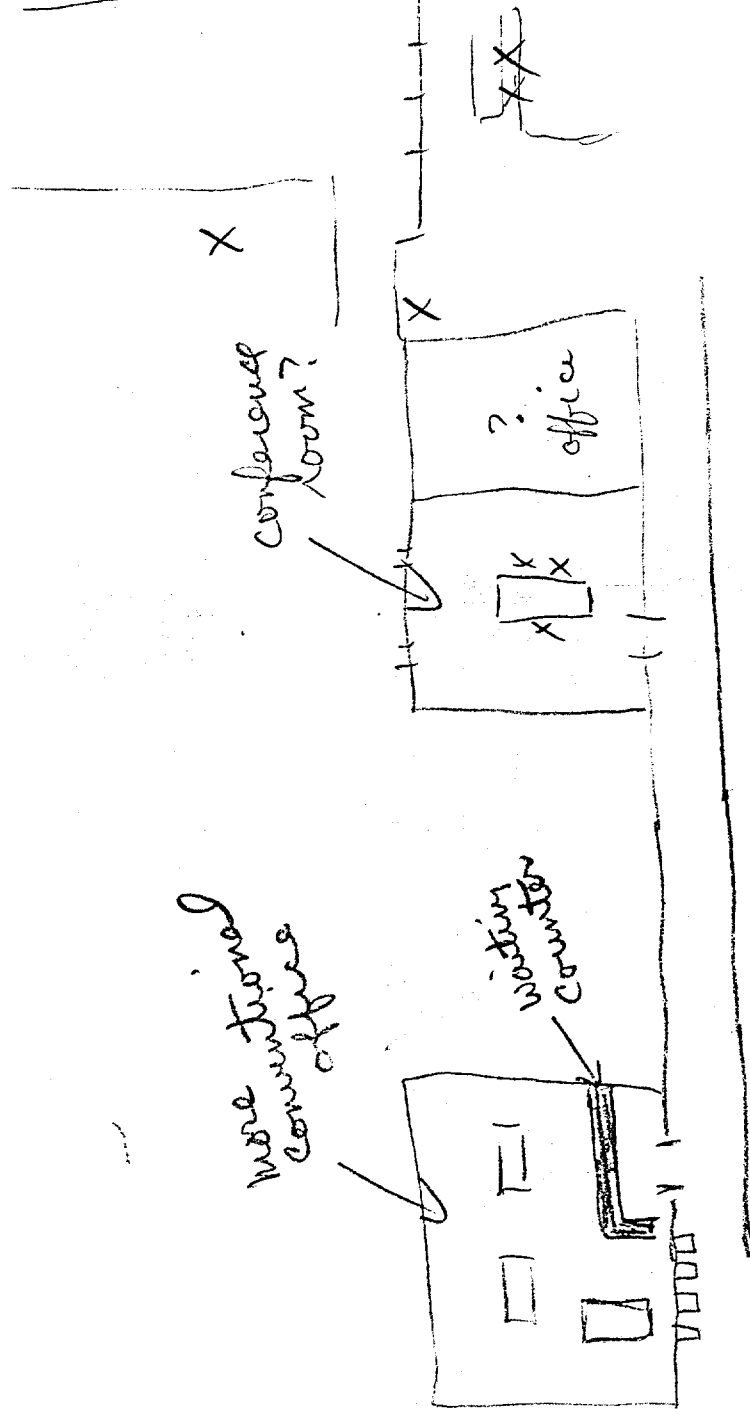 more
conventional
office
waiting
counter
conference
room?
?
office
X
X
X
X
X
X
X